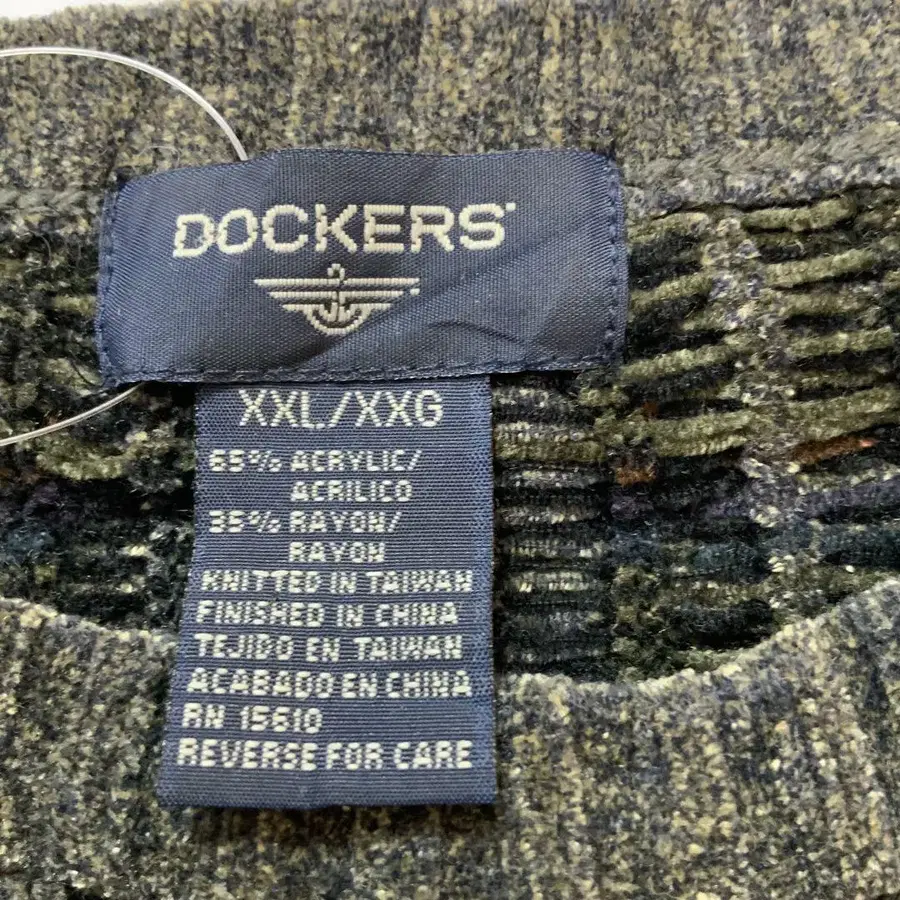 DOCKERS
XXL/XXG
65% ACRYLIC/
ACRILICO
35% RAYON/
RAYON
KNITTED IN TAIWAN
FINISHED IN CHINA
TEJIDO EN TAIWAN
ACABADO EN CHINA
RN 15610
REVERSE FOR CARE